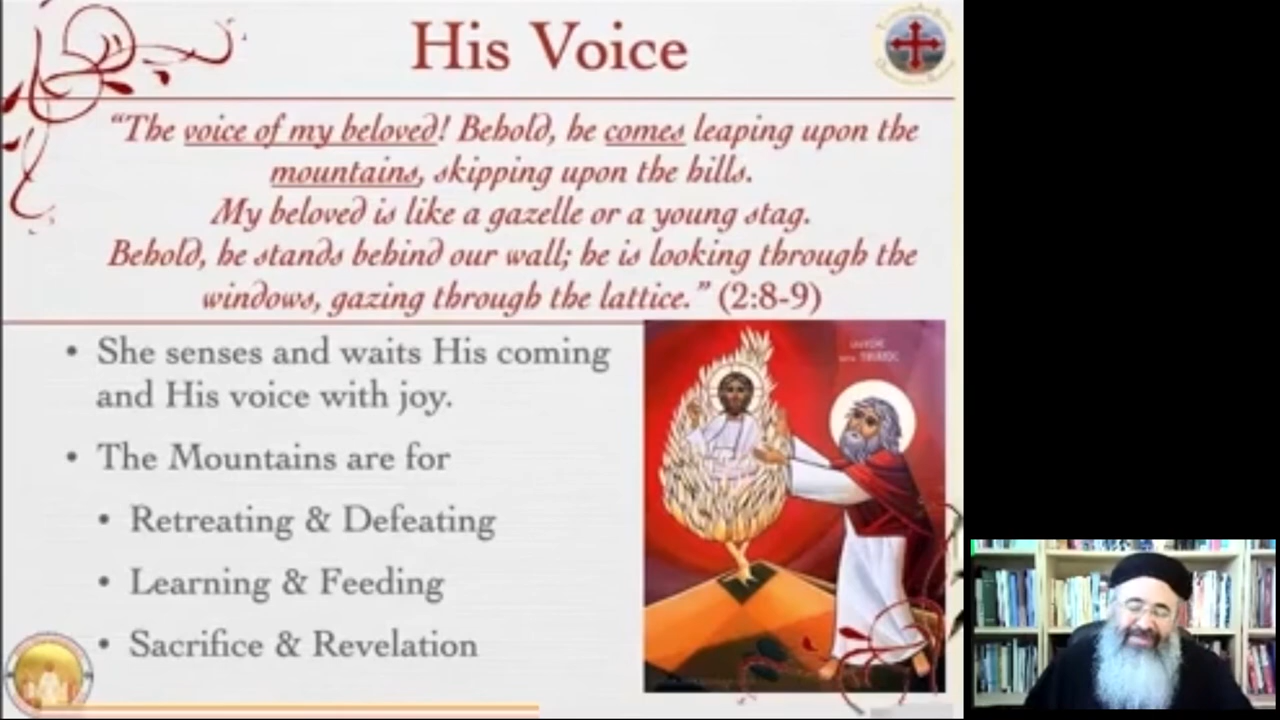 His Voice
“The voice of my beloved! Behold, he comes leaping upon the
mountains, skipping upon the hills.
My beloved is like a gazelle or a young stag.
Behold, he stands behind our wall; he is looking through the
windows, gazing through the lattice.” (2:8-9)
• She senses and waits His coming
and His voice with joy.
• The Mountains are for
• Retreating & Defeating
• Learning & Feeding
• Sacrifice & Revelation